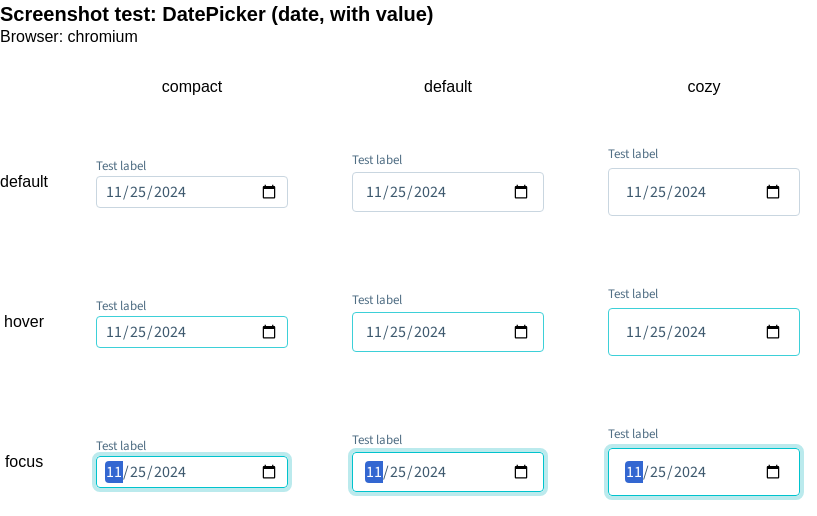 Screenshot test: DatePicker (date, with value)
Browser: chromium
compact default cozy
default
Test label Test label Test label
11/25/2024 11/25/2024 11/25/2024
hover
Test label Test label Test label
11/25/2024 11/25/2024 11/25/2024
focus
Test label Test label Test label
11/25/2024 11/25/2024 11/25/2024